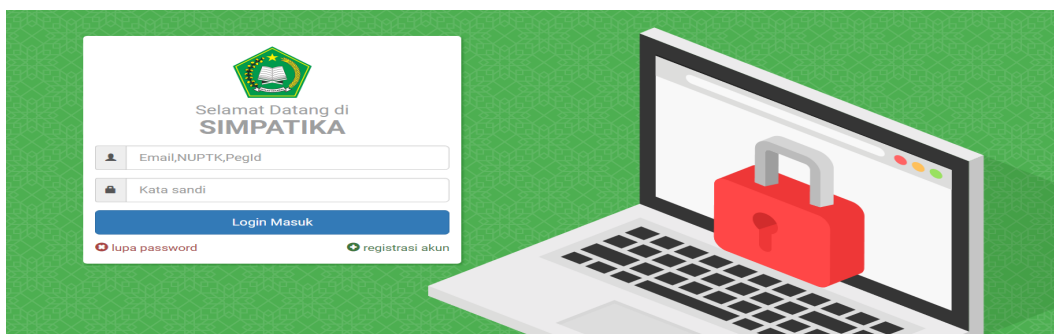 Selamat Datang di
SIMPATIKA
Email,NUPTK,PegId
Kata sandi
Login Masuk
lupa password
registrasi akun